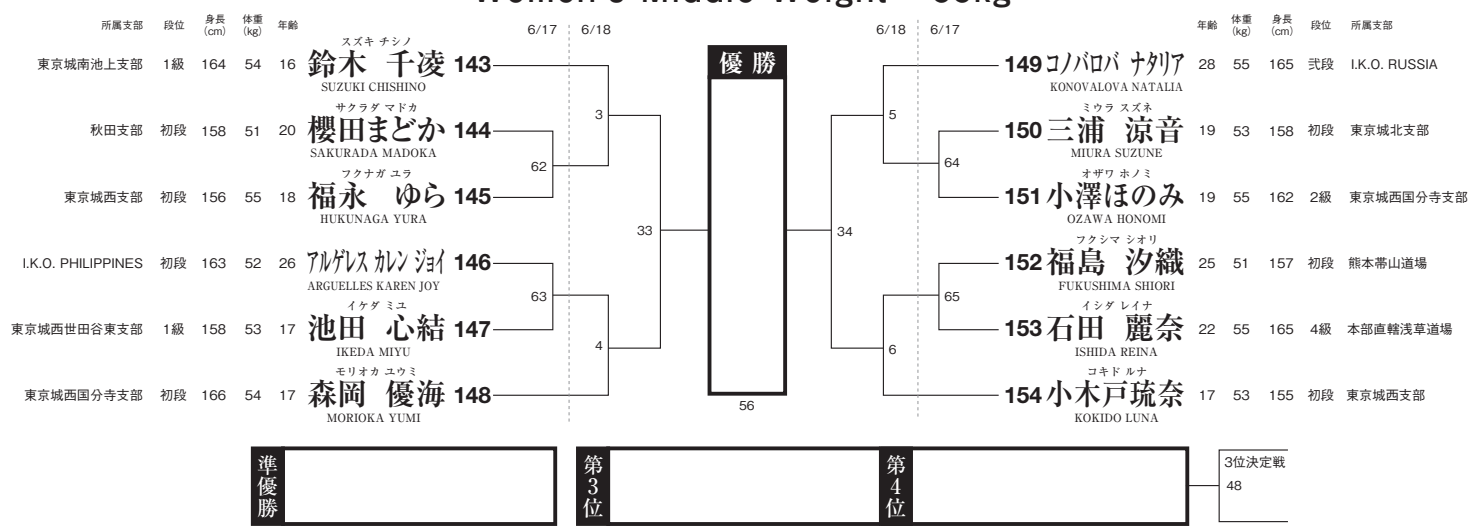 所属支部 段位 身長(cm) 体重(kg) 年齢 6/17 6/18
6/18 6/17 年齢 体重(kg) 身長(cm) 段位 所属支部
優勝
スズキ チシノ
東京城南池上支部 1級 164 54 16 鈴木 千凌 143
SUZUKI CHISHINO
サクラダ マドカ
秋田支部 初段 158 51 20 櫻田まどか 144
SAKURADA MADOKA
フクナガ ユラ
東京城西支部 初段 156 55 18 福永 ゆら 145
HUKUNAGA YURA
I.K.O. PHILIPPINES 初段 163 52 26 アルゲレス カレン ジョイ 146
ARGUELLES KAREN JOY
イケダ ミユ
東京城西世田谷東支部 1級 158 53 17 池田 心結 147
IKEDA MIYU
モリオカ ユウミ
東京城西国分寺支部 初段 166 54 17 森岡 優海 148
MORIOKA YUMI
3
62
33
63
4
56
149 コノバロバ ナタリア 28 55 165 弐段 I.K.O. RUSSIA
KONOVALOVA NATALIA
ミウラ スズネ
150 三浦 涼音 19 53 158 初段 東京城北支部
MIURA SUZUNE
オザワ ホノミ
151 小澤ほのみ 19 55 162 2級 東京城西国分寺支部
OZAWA HONOMI
フクシマ シオリ
152 福島 汐織 25 51 157 初段 熊本帯山道場
FUKUSHIMA SHIORI
イシダ レイナ
153 石田 麗奈 22 55 165 4級 本部直轄浅草道場
ISHIDA REINA
コキド ルナ
154 小木戸琉奈 17 53 155 初段 東京城西支部
KOKIDO LUNA
5
64
34
65
6
準優勝
第3位
第4位
3位決定戦
48